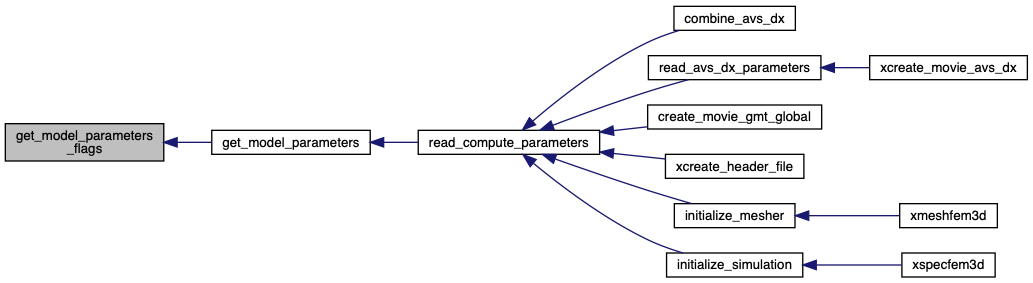 get_model_parameters
_flags
get_model_parameters
read_compute_parameters
combine_avs_dx
read_avs_dx_parameters
xcreate_movie_avs_dx
create_movie_gmt_global
xcreate_header_file
initialize_mesher
xmeshfem3d
initialize_simulation
xspecfem3d